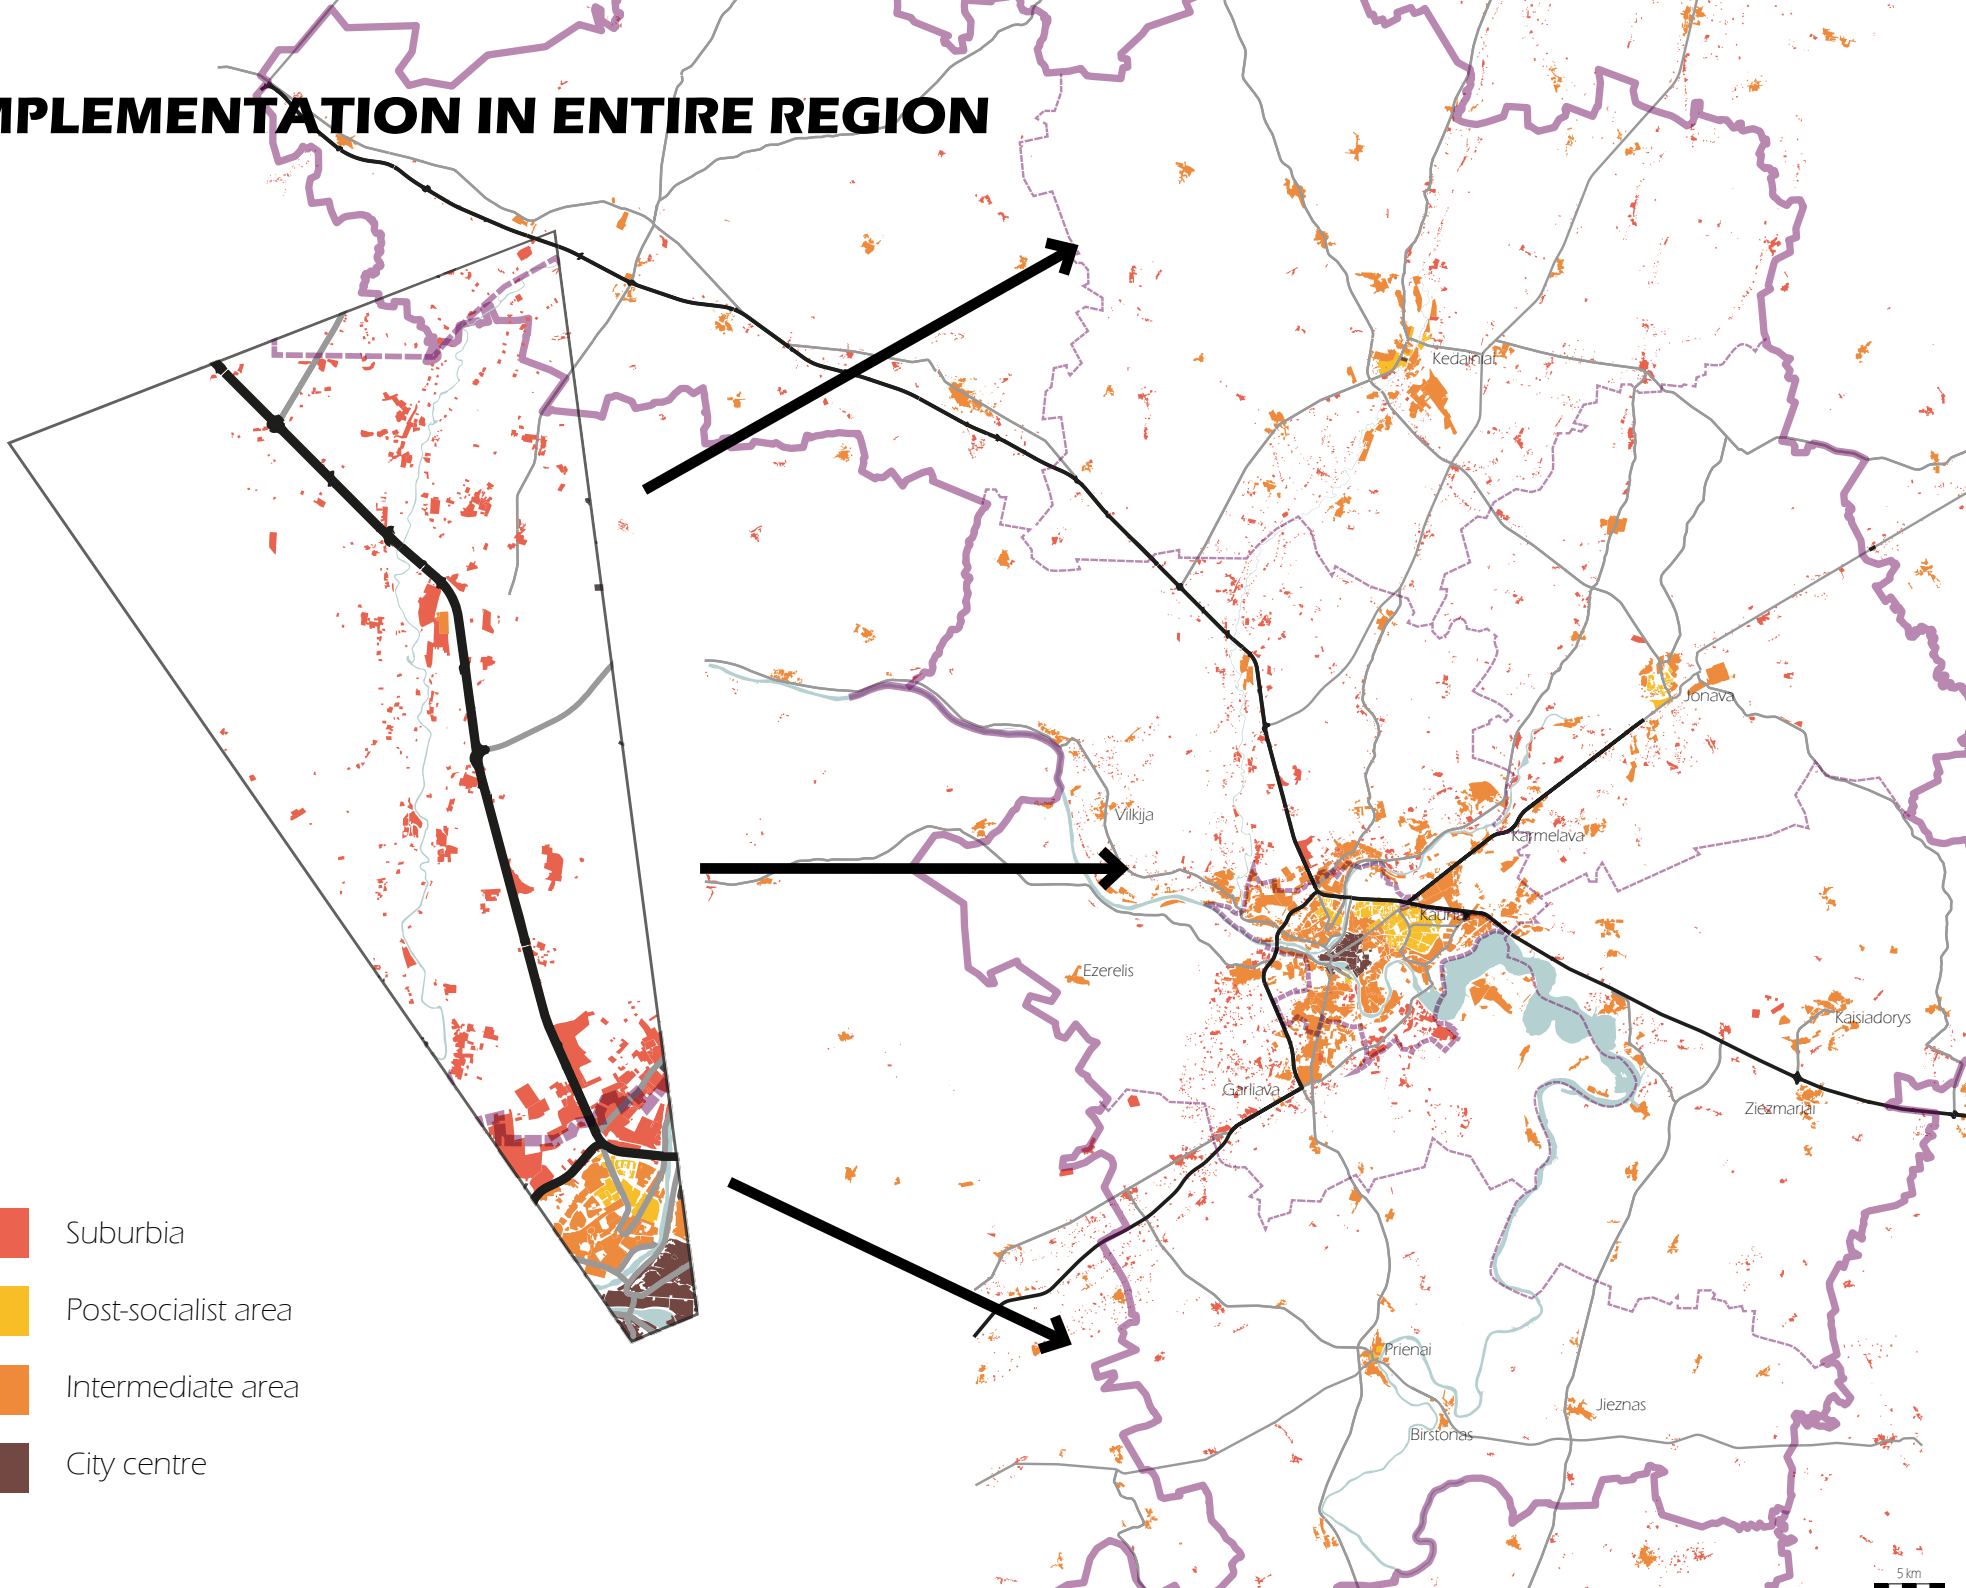 MPLEMENTATION IN ENTIRE REGION
Kedainiai
Jonava
Vilkija
Karmelava
Kaunas
Ezerelis
Kaisiadorys
Garliava
Ziezmariai
Suburbia
Post-socialist area
Prienai
Intermediate area
Jieznas
Birstonas
City centre
5 km